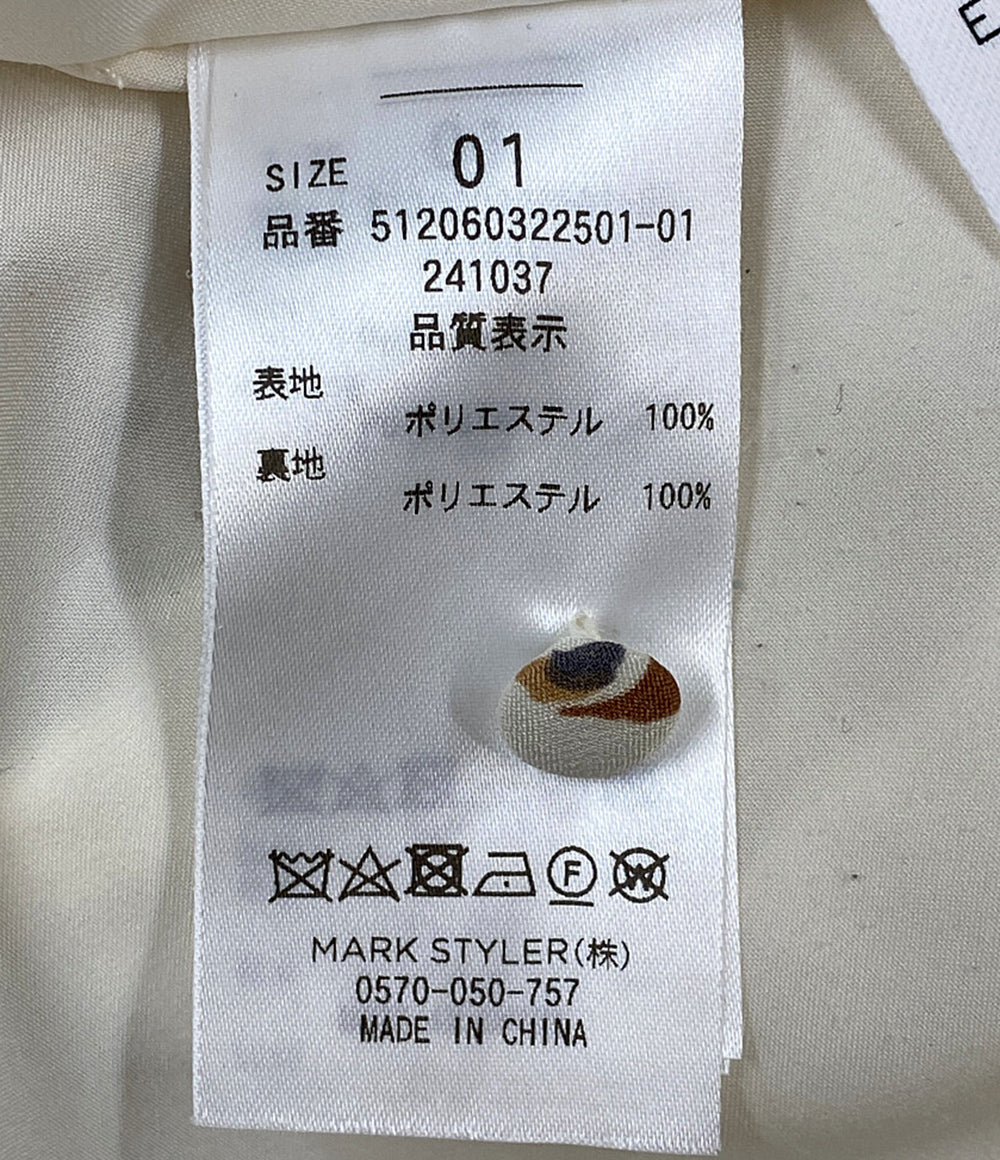 SIZE 01
品番 512060322501-01
241037
品質表示
表地
ポリエステル 100%
裏地
ポリエステル 100%
F
W
MARK STYLER(株)
0570-050-757
MADE IN CHINA
E